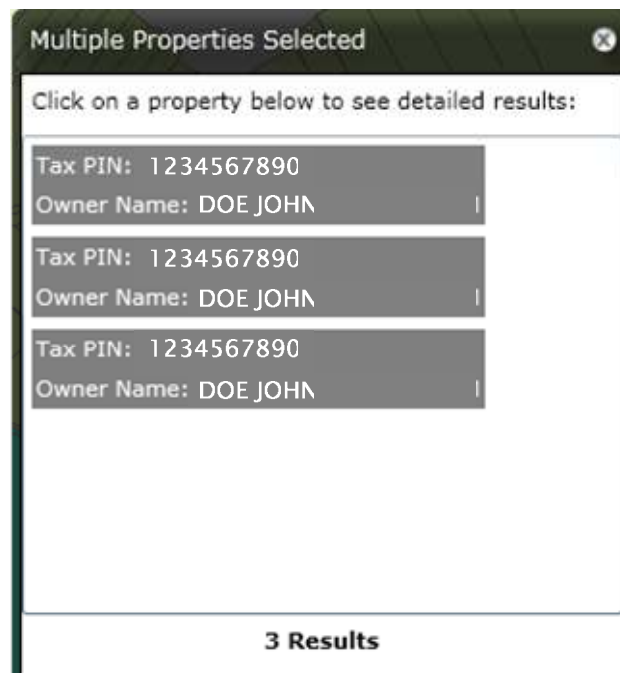 Multiple Properties Selected
Click on a property below to see detailed results:
Tax PIN: 1234567890
Owner Name: DOE JOHN
Tax PIN: 1234567890
Owner Name: DOE JOHN
Tax PIN: 1234567890
Owner Name: DOE JOHN
3 Results